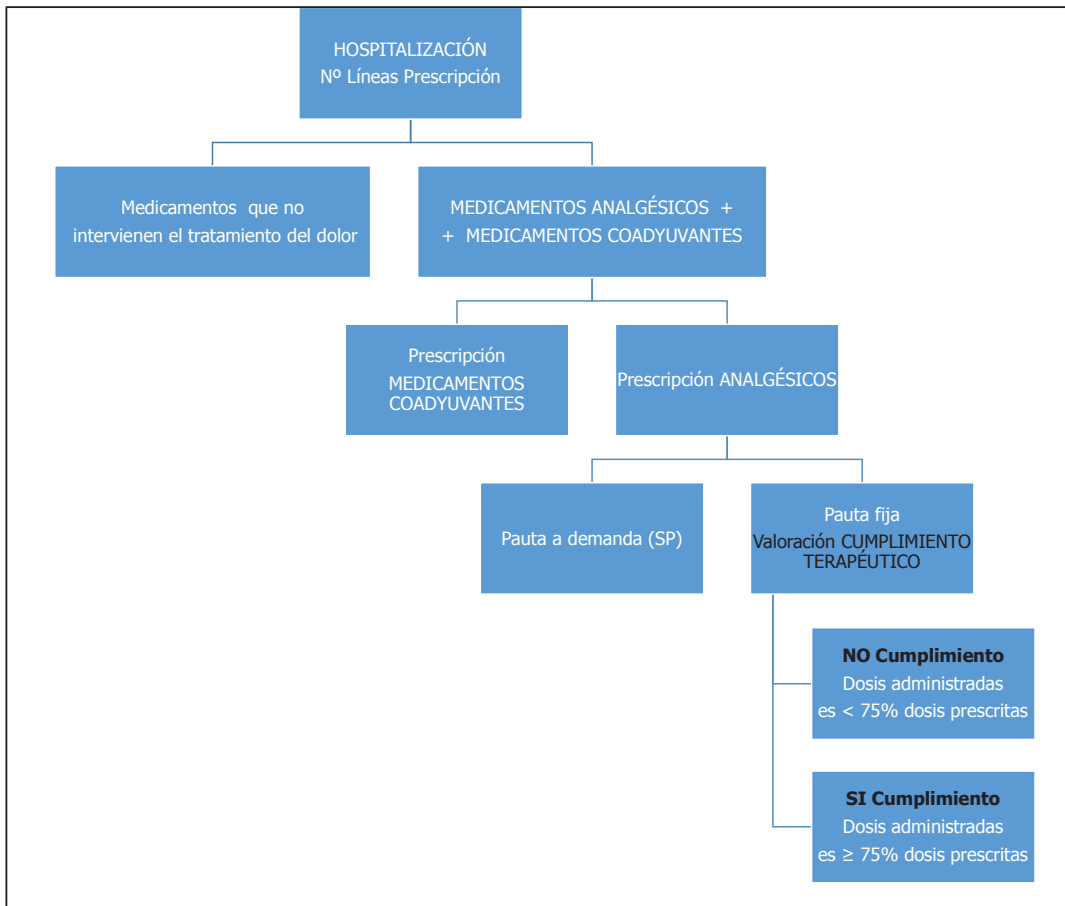 HOSPITALIZACIÓN
Nº Líneas Prescripción
Medicamentos que no
intervienen el tratamiento del dolor
MEDICAMENTOS ANALGÉSICOS +
+ MEDICAMENTOS COADYUVANTES
Prescripción
MEDICAMENTOS
COADYUVANTES
Prescripción ANALGÉSICOS
Pauta a demanda (SP)
Pauta fija
Valoración CUMPLIMIENTO
TERAPÉUTICO
NO Cumplimiento
Dosis administradas
es < 75% dosis prescritas
SI Cumplimiento
Dosis administradas
es ≥ 75% dosis prescritas